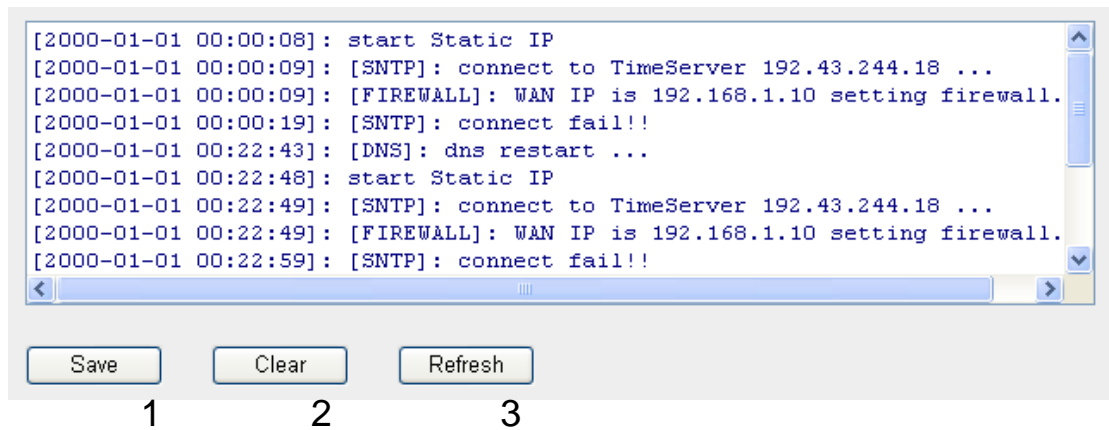 [2000-01-01 00:00:08]: start Static IP
[2000-01-01 00:00:09]: [SNTP]: connect to TimeServer 192.43.244.18 ...
[2000-01-01 00:00:09]: [FIREWALL]: WAN IP is 192.168.1.10 setting firewall.
[2000-01-01 00:00:19]: [SNTP]: connect fail!!
[2000-01-01 00:22:43]: [DNS]: dns restart ...
[2000-01-01 00:22:48]: start Static IP
[2000-01-01 00:22:49]: [SNTP]: connect to TimeServer 192.43.244.18 ...
[2000-01-01 00:22:49]: [FIREWALL]: WAN IP is 192.168.1.10 setting firewall.
[2000-01-01 00:22:59]: [SNTP]: connect fail!!
Save Clear Refresh
1 2 3